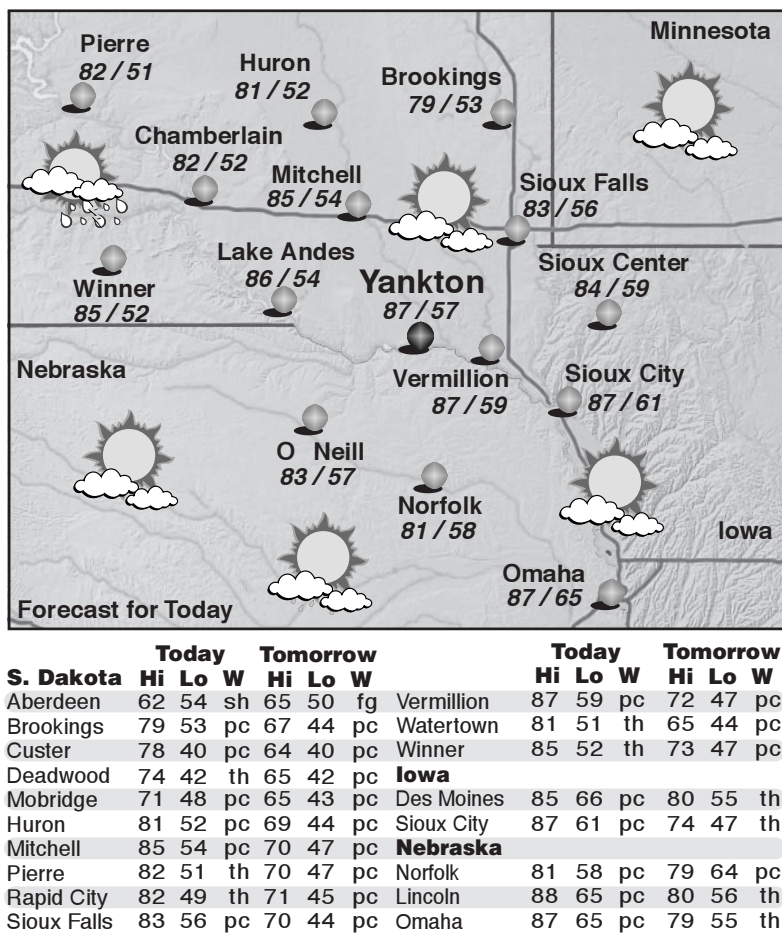 Minnesota
Pierre
82 / 51
Huron
81 / 52
Brookings
79 / 53
Chamberlain
82 / 52
Mitchell
85 / 54
Sioux Falls
83 / 56
Winner
85 / 52
Lake Andes
86 / 54
Yankton
87 / 57
Sioux Center
84 / 59
Nebraska
Vermillion
87 / 59
Sioux City
87 / 61
O Neill
83 / 57
Norfolk
81 / 58
Iowa
Omaha
87 / 65
Forecast for Today
Today Tomorrow
S. Dakota Hi Lo W Hi Lo W
Aberdeen 62 54 sh 65 50 fg
Brookings 79 53 pc 67 44 pc
Custer 78 40 pc 64 40 pc
Deadwood 74 42 th 65 42 pc
Mobridge 71 48 pc 65 43 pc
Huron 81 52 pc 69 44 pc
Mitchell 85 54 pc 70 47 pc
Pierre 82 51 th 70 47 pc
Rapid City 82 49 th 71 45 pc
Sioux Falls 83 56 pc 70 44 pc
Today Tomorrow
Hi Lo W Hi Lo W
Vermillion 87 59 pc 72 47 pc
Watertown 81 51 th 65 44 pc
Winner 85 52 th 73 47 pc
Iowa
Des Moines 85 66 pc 80 55 th
Sioux City 87 61 pc 74 47 th
Nebraska
Norfolk 81 58 pc 79 64 pc
Lincoln 88 65 pc 80 56 th
Omaha 87 65 pc 79 55 th